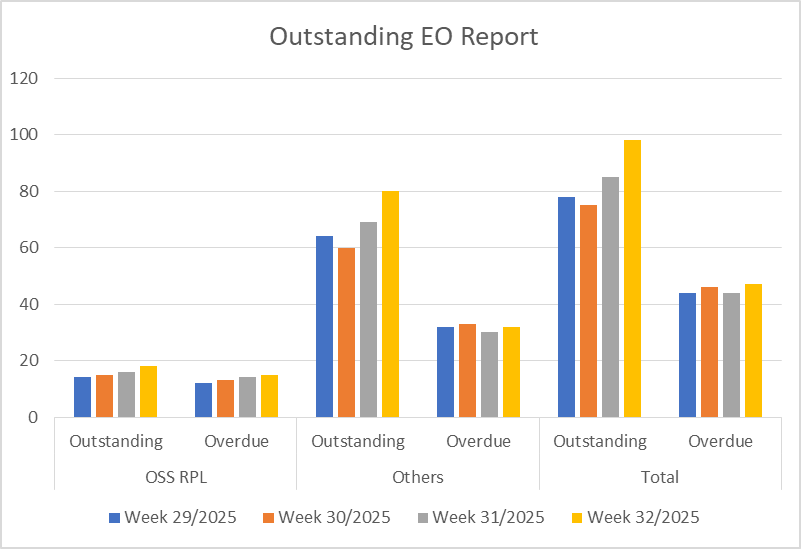 Outstanding EO Report
120
100
80
60
40
20
0
Outstanding Overdue Outstanding Overdue Outstanding Overdue
OSS RPL Others Total
Week 29/2025 Week 30/2025 Week 31/2025 Week 32/2025